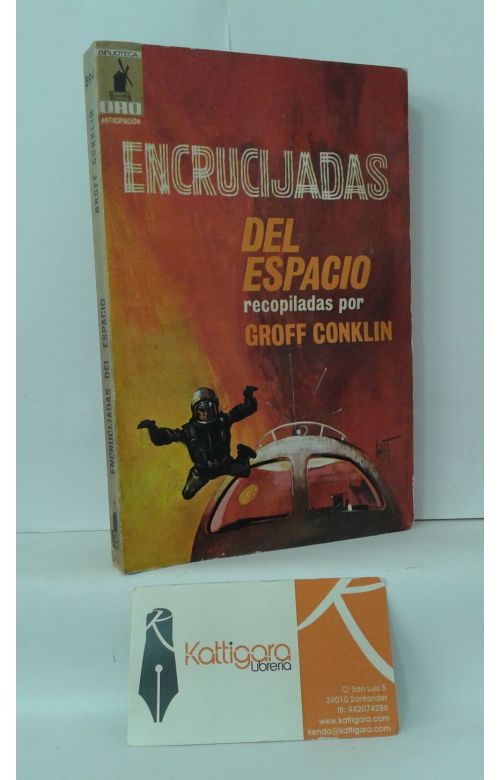 BIBLIOTECA
ORO
ANTICIPACIÓN
ENCRUCIJADAS
DEL
ESPACIO
recopiladas por
GROFF CONKLIN
GROFF CONKLIN
ENCRUCIJADAS DEL ESPACIO
Kattigara
Librería
C/ San Luis 5.
39010 Santander
tlf: 942074286
www.kattigara.com
tienda@kattigara.com